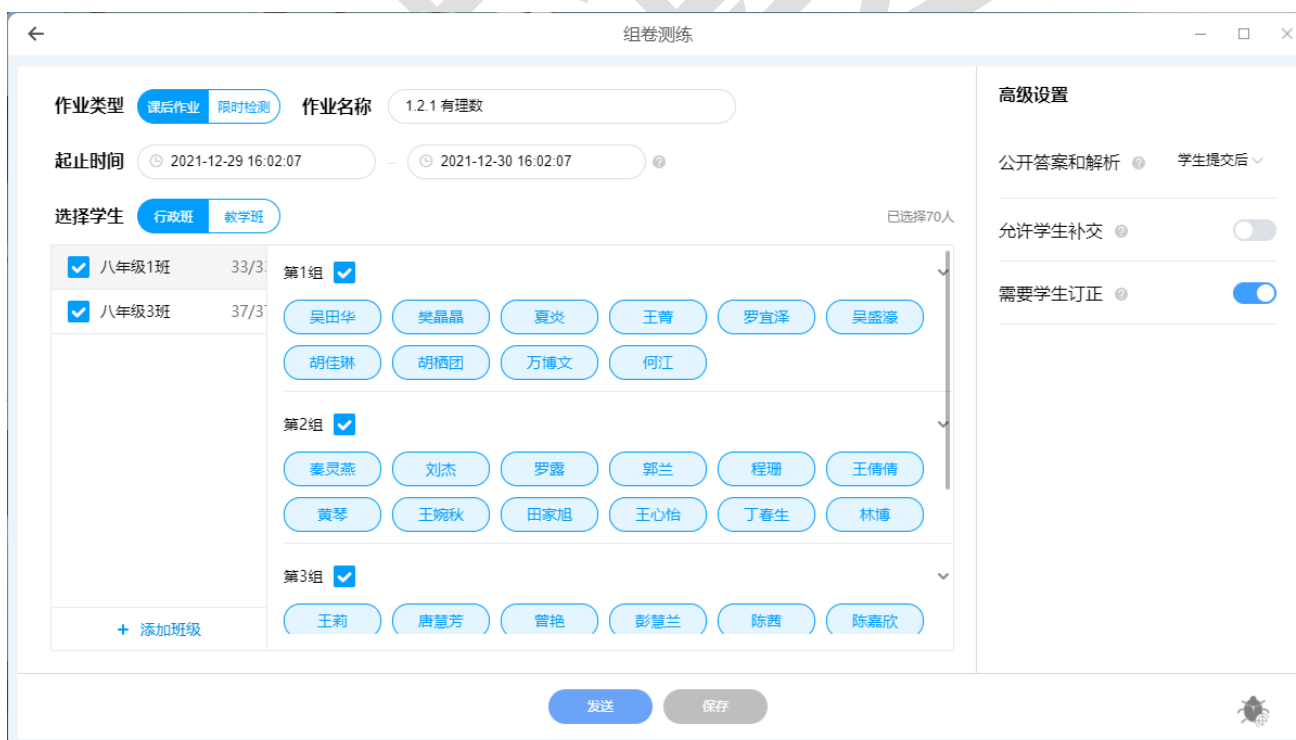 组卷测练
作业类型 课后作业 限时检测 作业名称 1.2.1 有理数
起止时间 2021-12-29 16:02:07 – 2021-12-30 16:02:07
选择学生 行政班 教学班 已选择70人
八年级1班 33/3
八年级3班 37/3
+ 添加班级
第1组
吴田华 樊晶晶 夏炎 王菁 罗宜泽 吴盛濠
胡佳琳 胡栖团 万博文 何江
第2组
秦灵燕 刘杰 罗露 郭兰 程珊 王倩倩
黄琴 王婉秋 田家旭 王心怡 丁春生 林博
第3组
王莉 唐慧芳 曾艳 彭慧兰 陈茜 陈嘉欣
高级设置
公开答案和解析 学生提交后
允许学生补交
需要学生订正
发送 保存